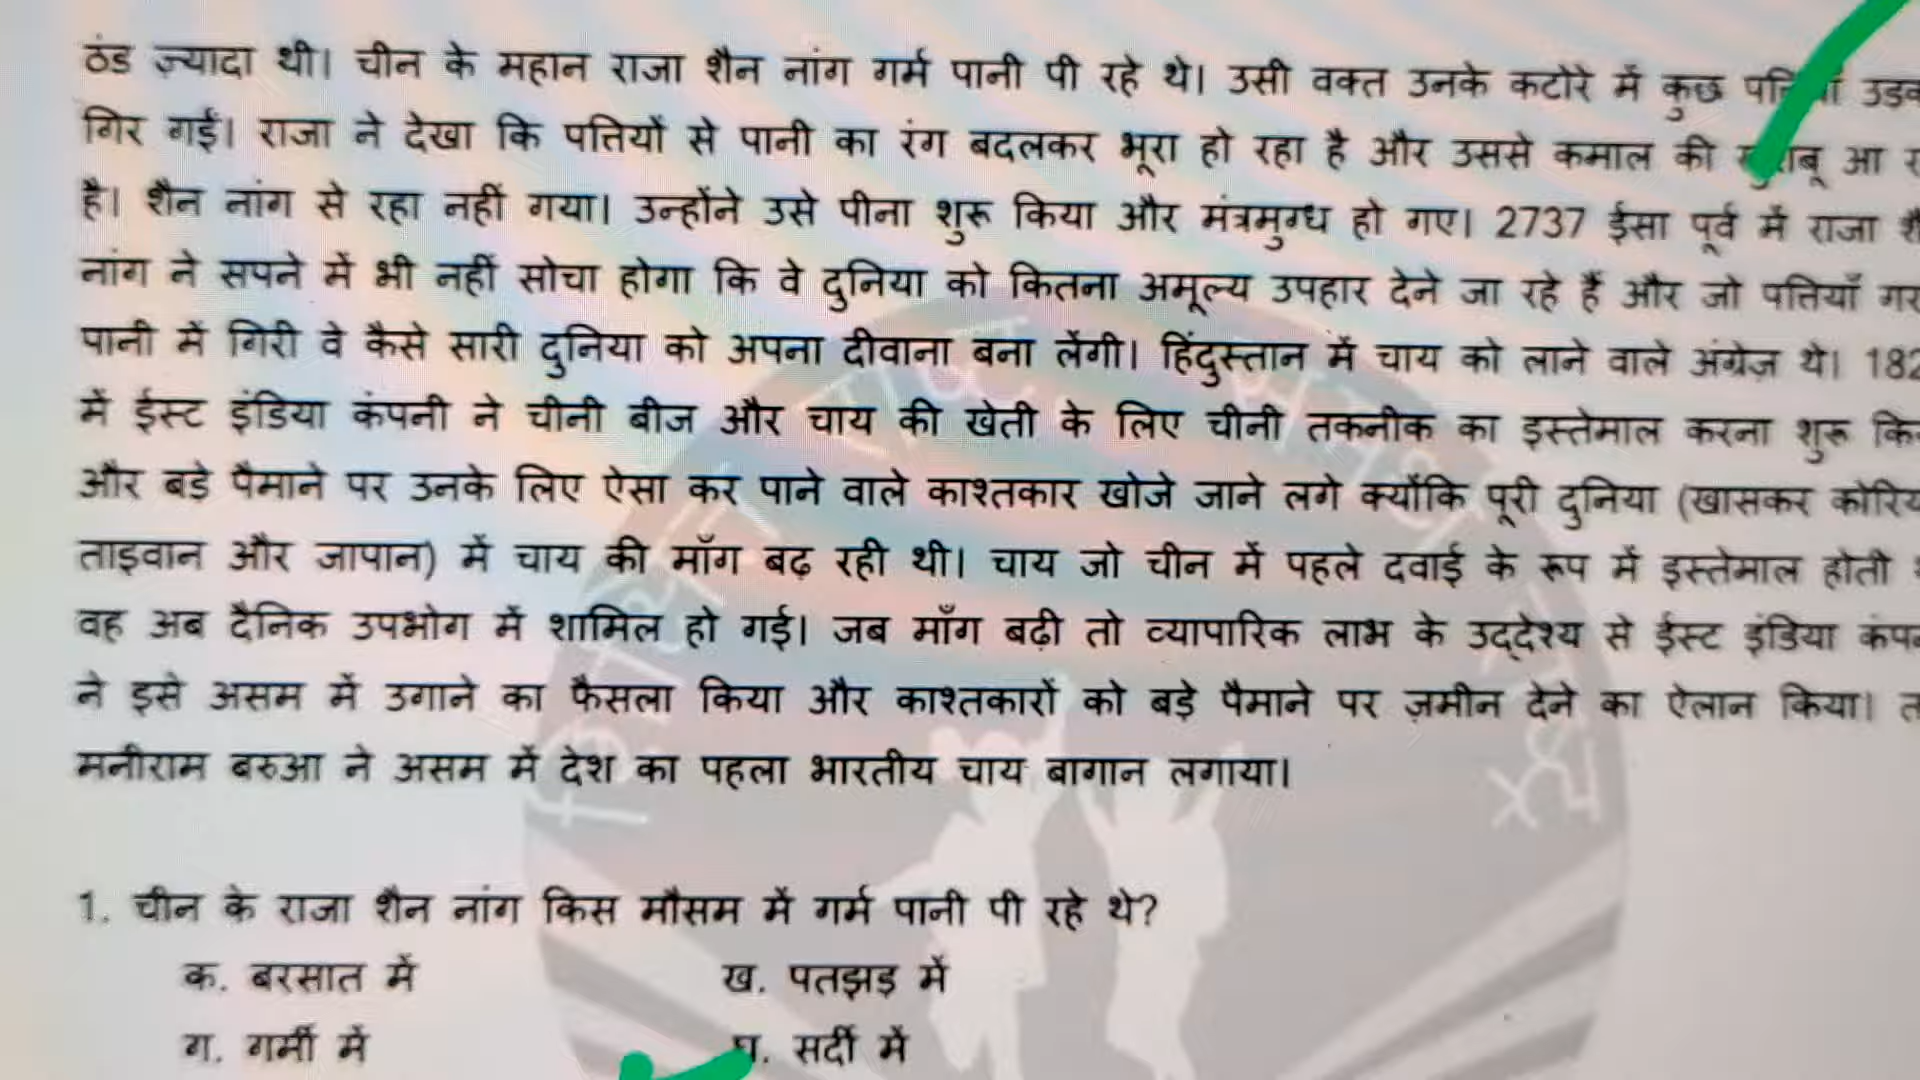 ठंड ज़्यादा थी। चीन के महान राजा शैन नांग गर्म पानी पी रहे थे। उसी वक्त उनके कटोरे में कुछ
गिर गई। राजा ने देखा कि पत्तियों से पानी का रंग बदलकर भूरा हो रहा है और उससे कमाल की आ
है। शैन नांग से रहा नहीं गया। उन्होंने उसे पीना शुरू किया और मंत्रमुग्ध हो गए। 2737 ईसा पूर्व में राजा
नांग ने सपने में भी नहीं सोचा होगा कि वे दुनिया को कितना अमूल्य उपहार देने जा रहे हैं और जो पत्तियाँ
पानी में गिरी वे कैसे सारी दुनिया को अपना दीवाना बना लेंगी। हिंदुस्तान में चाय को लाने वाले अंग्रेज़ थे।
में ईस्ट इंडिया कंपनी ने चीनी बीज और चाय की खेती के लिए चीनी तकनीक का इस्तेमाल करना शुरू
और बड़े पैमाने पर उनके लिए ऐसा कर पाने वाले काश्तकार खोजे जाने लगे क्योंकि पूरी दुनिया (खासकर
ताइवान और जापान) में चाय की माँग बढ़ रही थी। चाय जो चीन में पहले दवाई के रूप में इस्तेमाल होती
वह अब दैनिक उपभोग में शामिल हो गई। जब माँग बढ़ी तो व्यापारिक लाभ के उद्देश्य से ईस्ट इंडिया
ने इसे असम में उगाने का फैसला किया और काश्तकारों को बड़े पैमाने पर ज़मीन देने का ऐलान किया।
मनीराम बरुआ ने असम में देश का पहला भारतीय चाय बागान लगाया।
1. चीन के राजा शैन नांग किस मौसम में गर्म पानी पी रहे थे?
क. बरसात में ख. पतझड़ में
ग. गर्मी में घ. सर्दी में